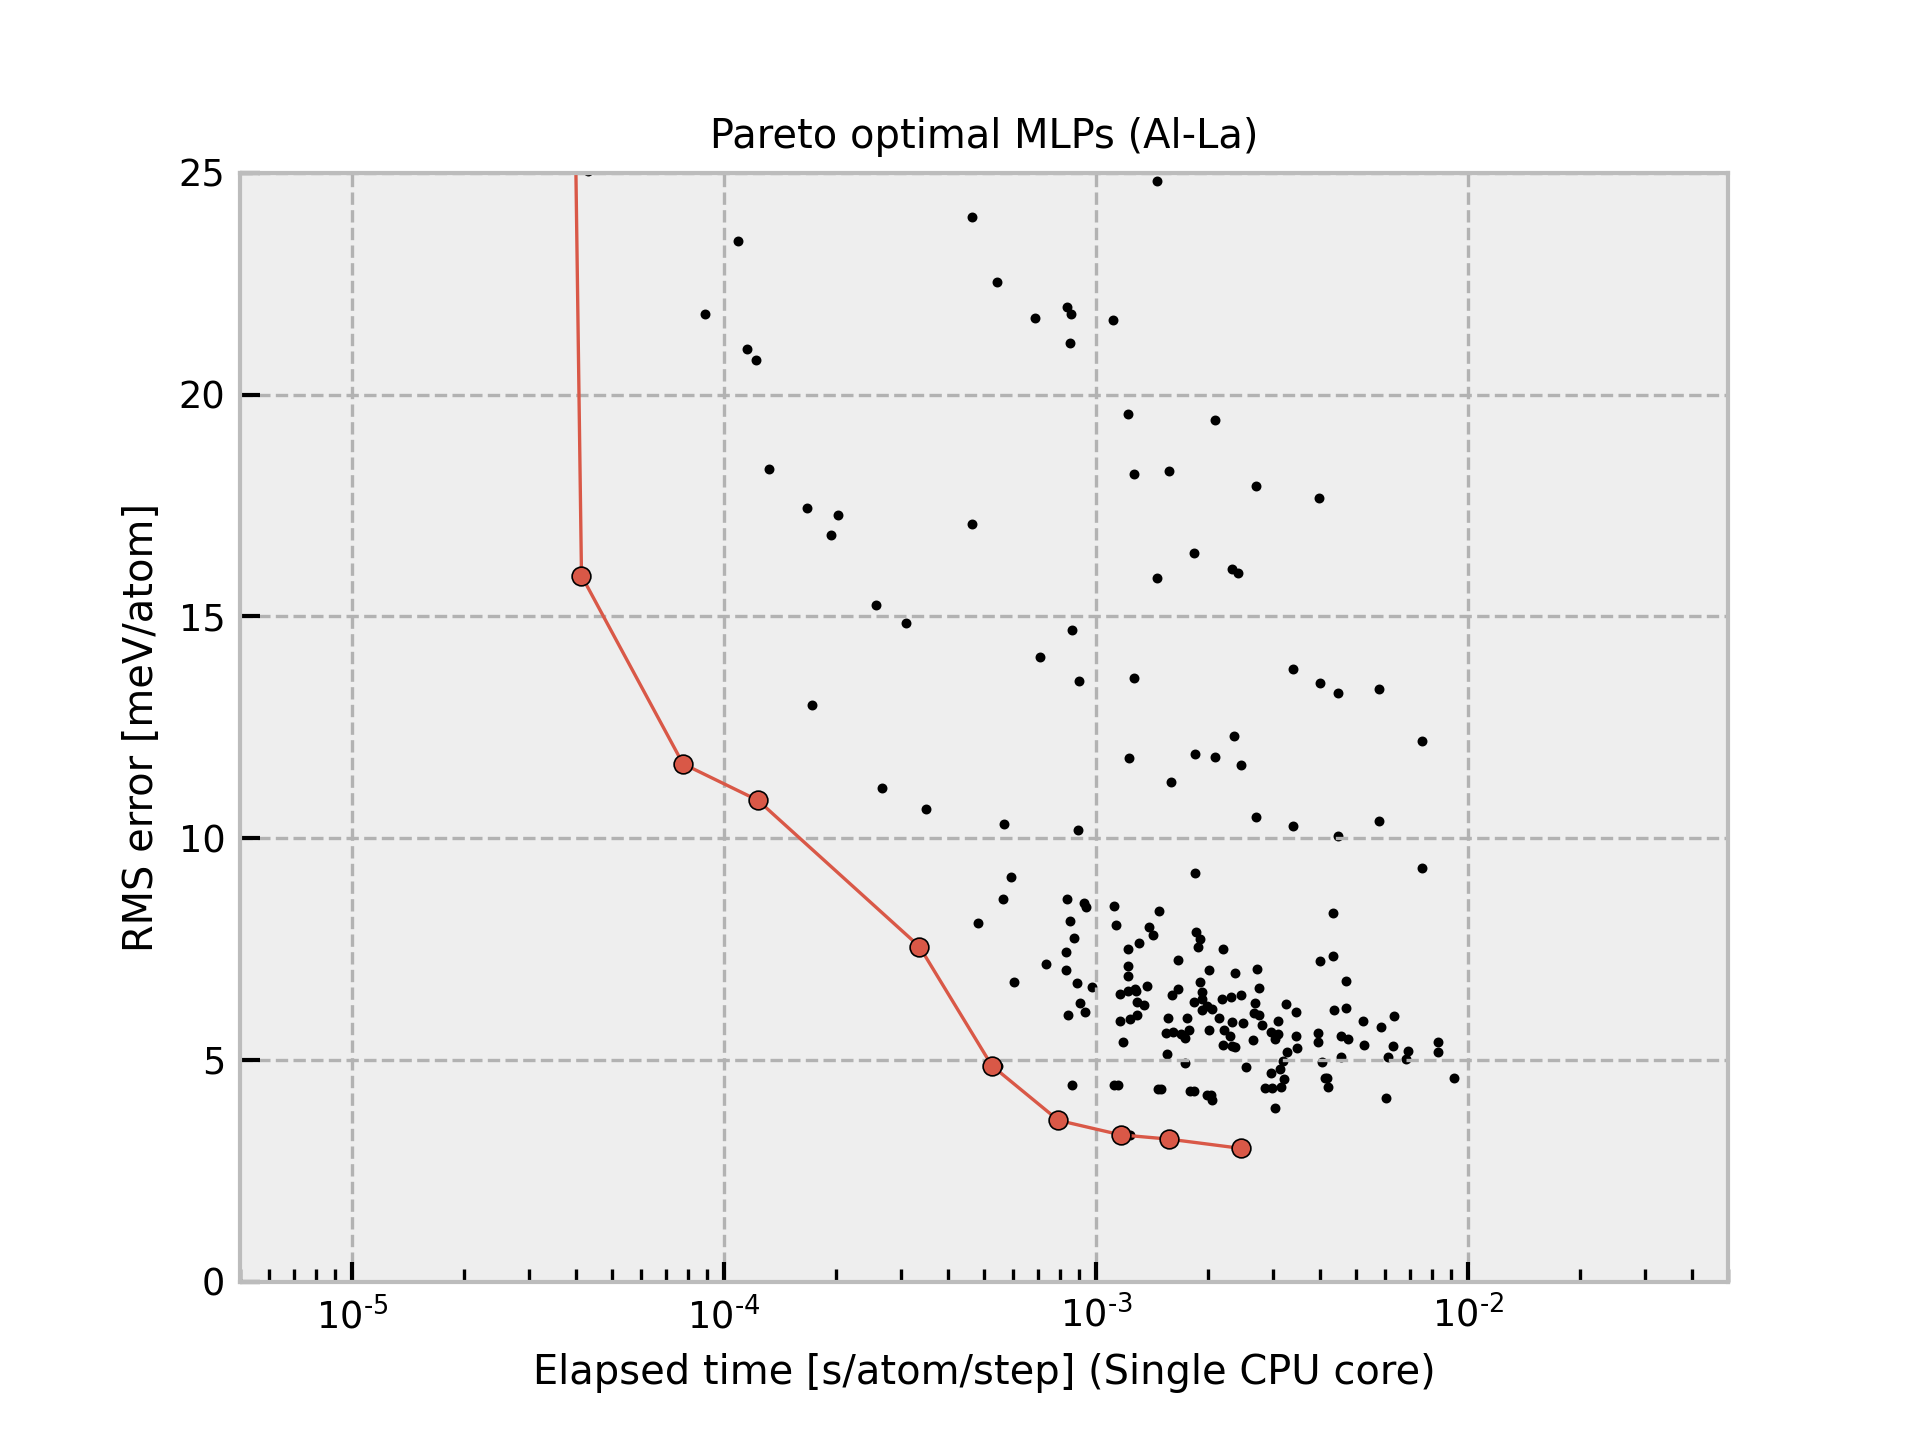 Pareto optimal MLPs (Al-La)
25
20
15
10
5
0
RMS error [meV/atom]
10-5 10-4 10-3 10-2
Elapsed time [s/atom/step] (Single CPU core)